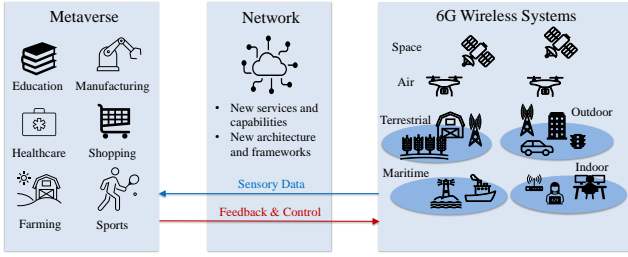 Metaverse
Education
Manufacturing
Healthcare
Shopping
Farming
Sports
Network
• New services and
capabilities
• New architecture
and frameworks
Sensory Data
Feedback & Control
6G Wireless Systems
Space
Air
Terrestrial
Outdoor
Maritime
Indoor